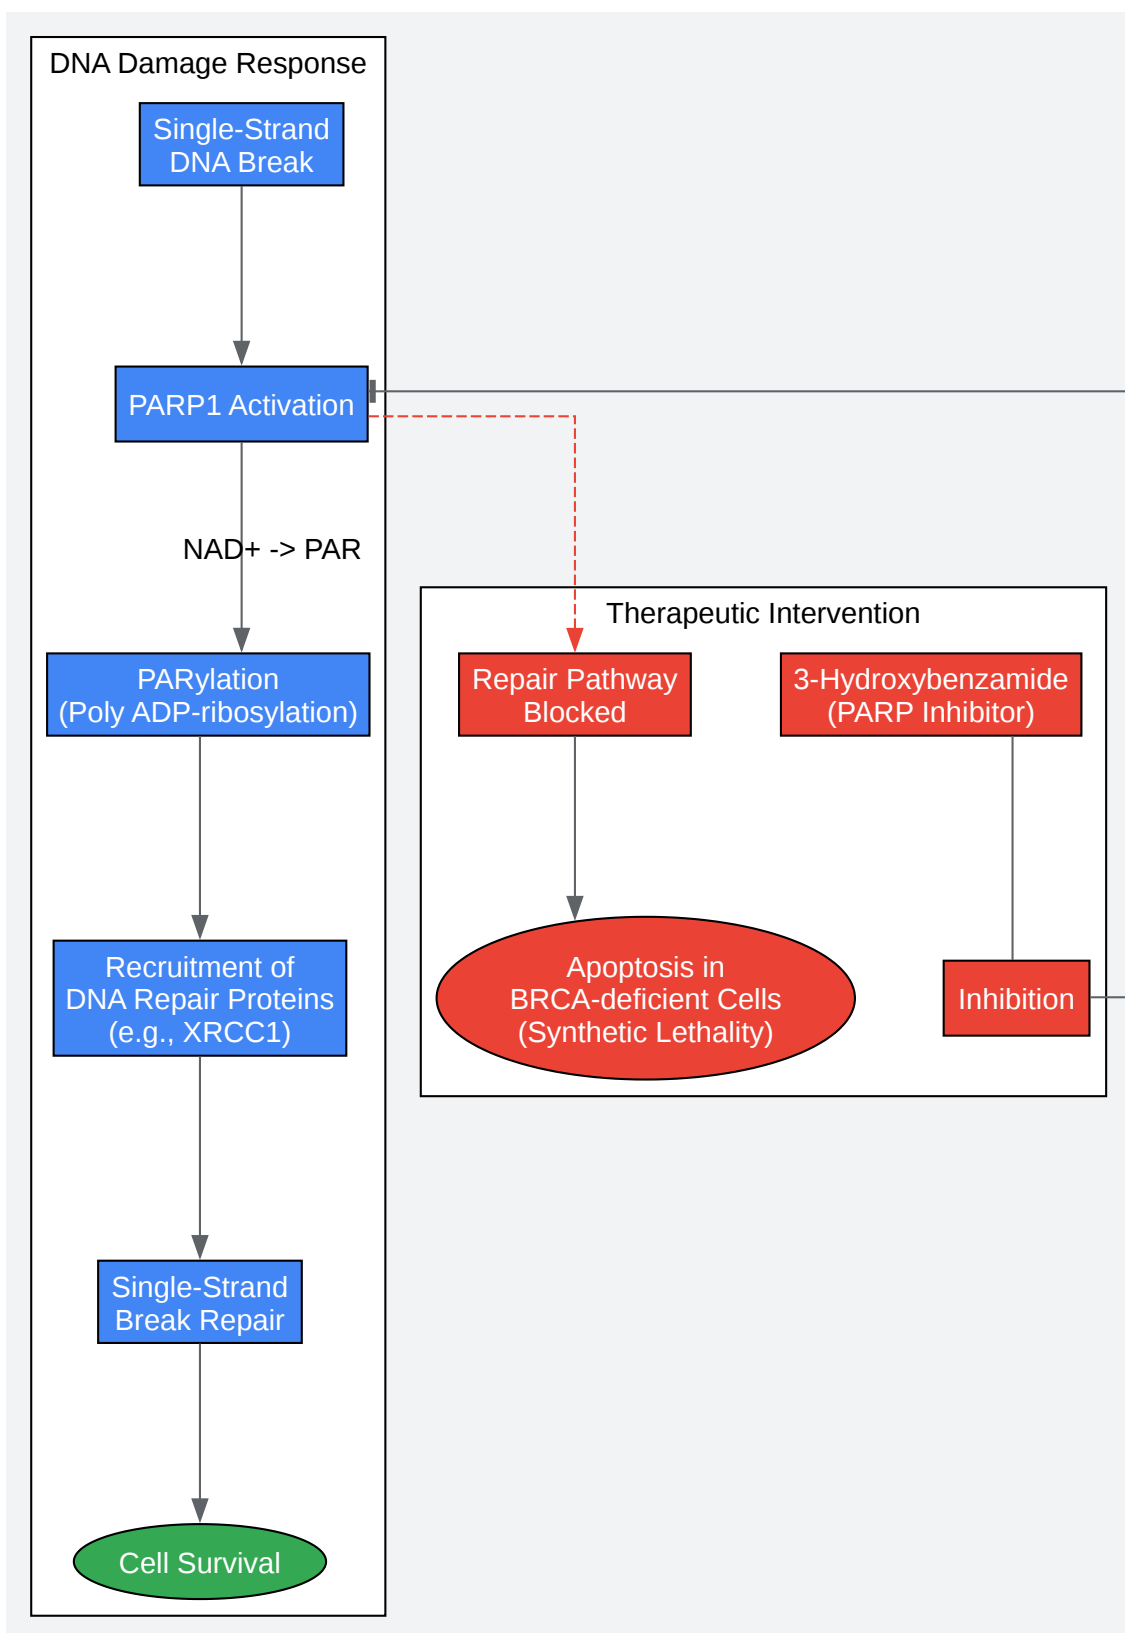 DNA Damage Response
Single-Strand
DNA Break
PARP1 Activation
NAD+ -> PAR
PARylation
(Poly ADP-ribosylation)
Recruitment of
DNA Repair Proteins
(e.g., XRCC1)
Single-Strand
Break Repair
Cell Survival
Therapeutic Intervention
Repair Pathway
Blocked
3-Hydroxybenzamide
(PARP Inhibitor)
Apoptosis in
BRCA-deficient Cells
(Synthetic Lethality)
Inhibition